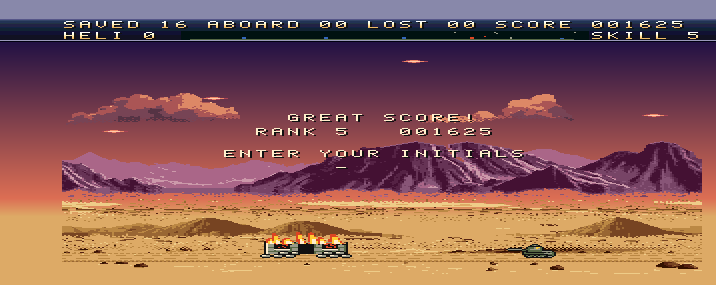 SAVED 16 ABOARD 00 LOST 00 SCORE 001625
HELI 0 SKILL 5
GREAT SCORE!
RANK 5 001625
ENTER YOUR INITIALS